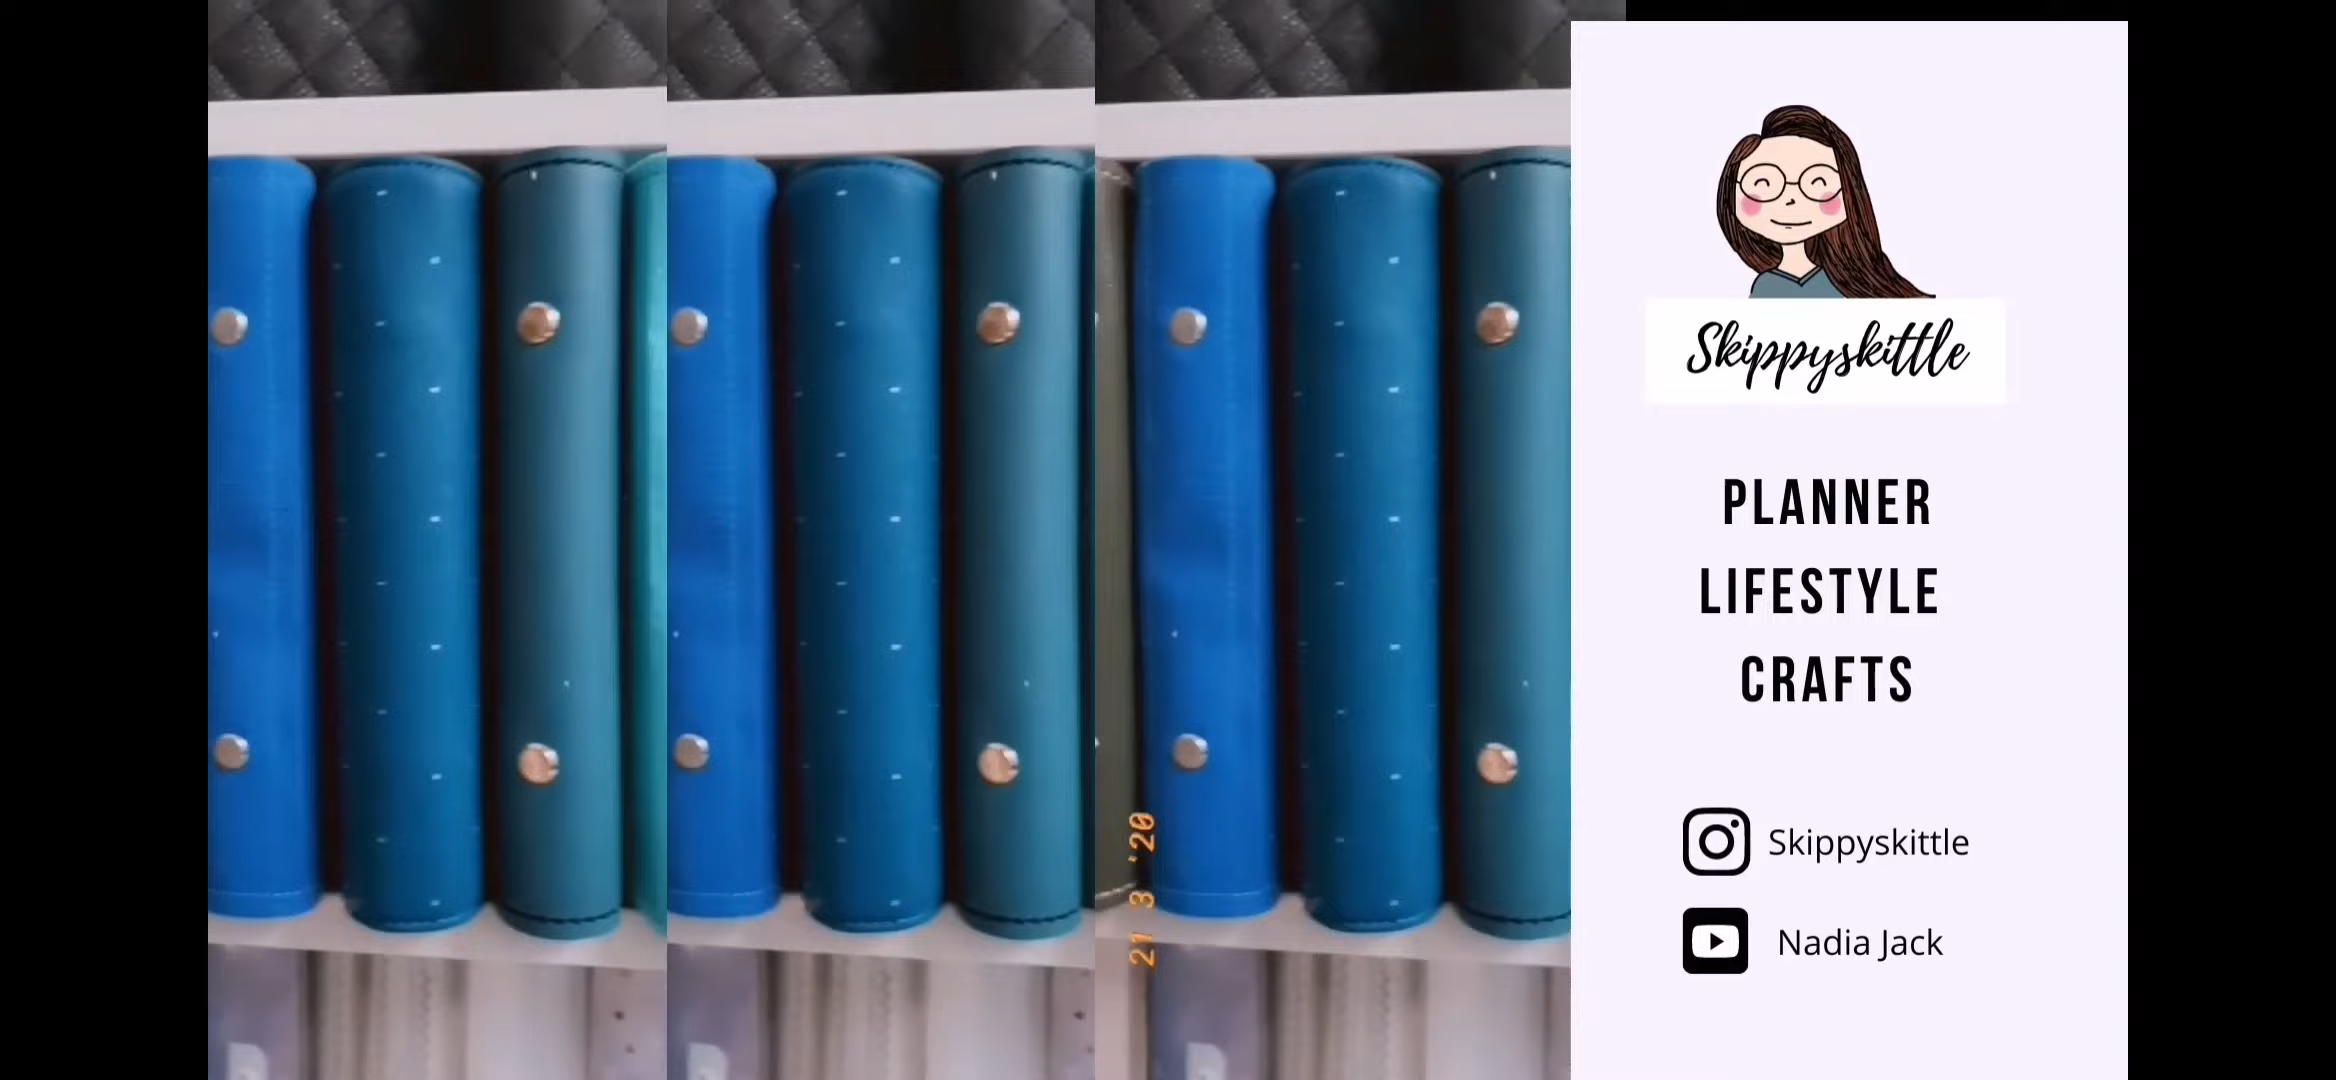 Skippyskittle
PLANNER
LIFESTYLE
CRAFTS
Skippyskittle
Nadia Jack
21 3 '20